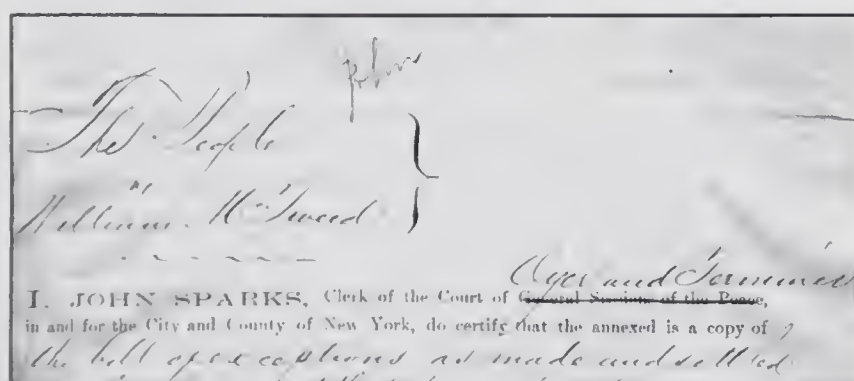 The People
vs
William M Tweed
Oyer and Terminer
I, JOHN SPARKS, Clerk of the Court of General Sessions of the Peace,
in and for the City and County of New York, do certify that the annexed is a copy of
the bill of exceptions as made and settled